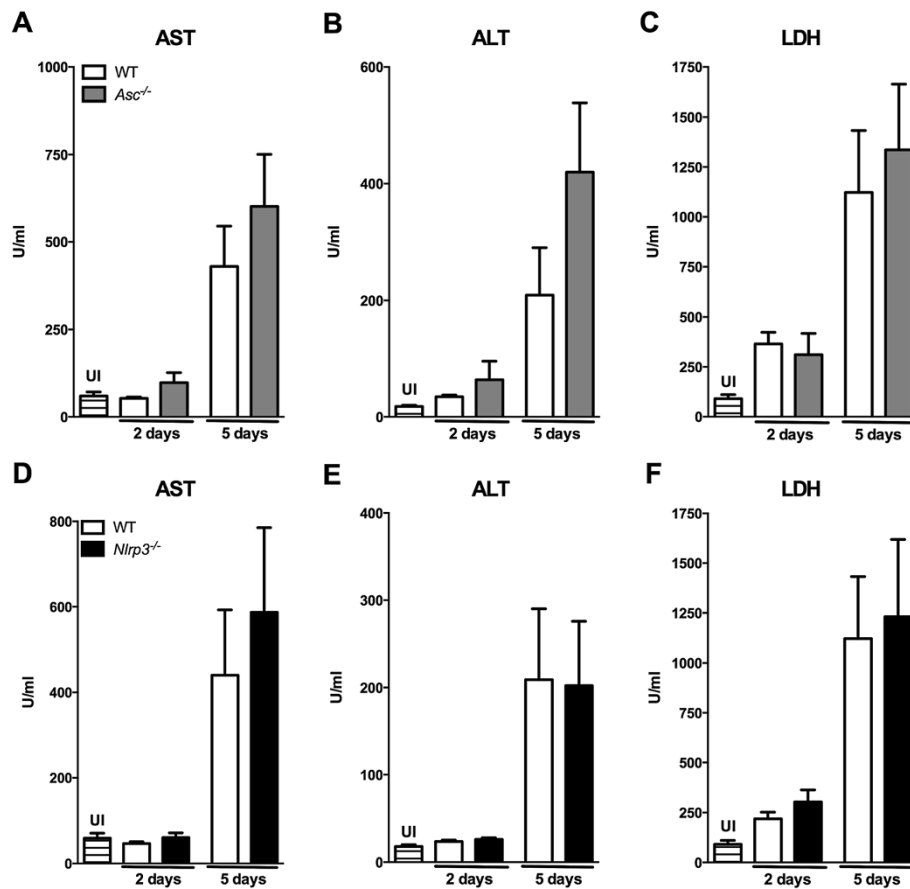 A
AST
1000
750
500
250
0
U/ml
WT
Asc-/-
UI
2 days
5 days
B
ALT
600
400
200
0
U/ml
UI
2 days
5 days
C
LDH
1750
1500
1250
1000
750
500
250
0
U/ml
UI
2 days
5 days
D
AST
800
600
400
200
0
U/ml
WT
Nlrp3-/-
UI
2 days
5 days
E
ALT
400
300
200
100
0
U/ml
UI
2 days
5 days
F
LDH
1750
1500
1250
1000
750
500
250
0
U/ml
UI
2 days
5 days